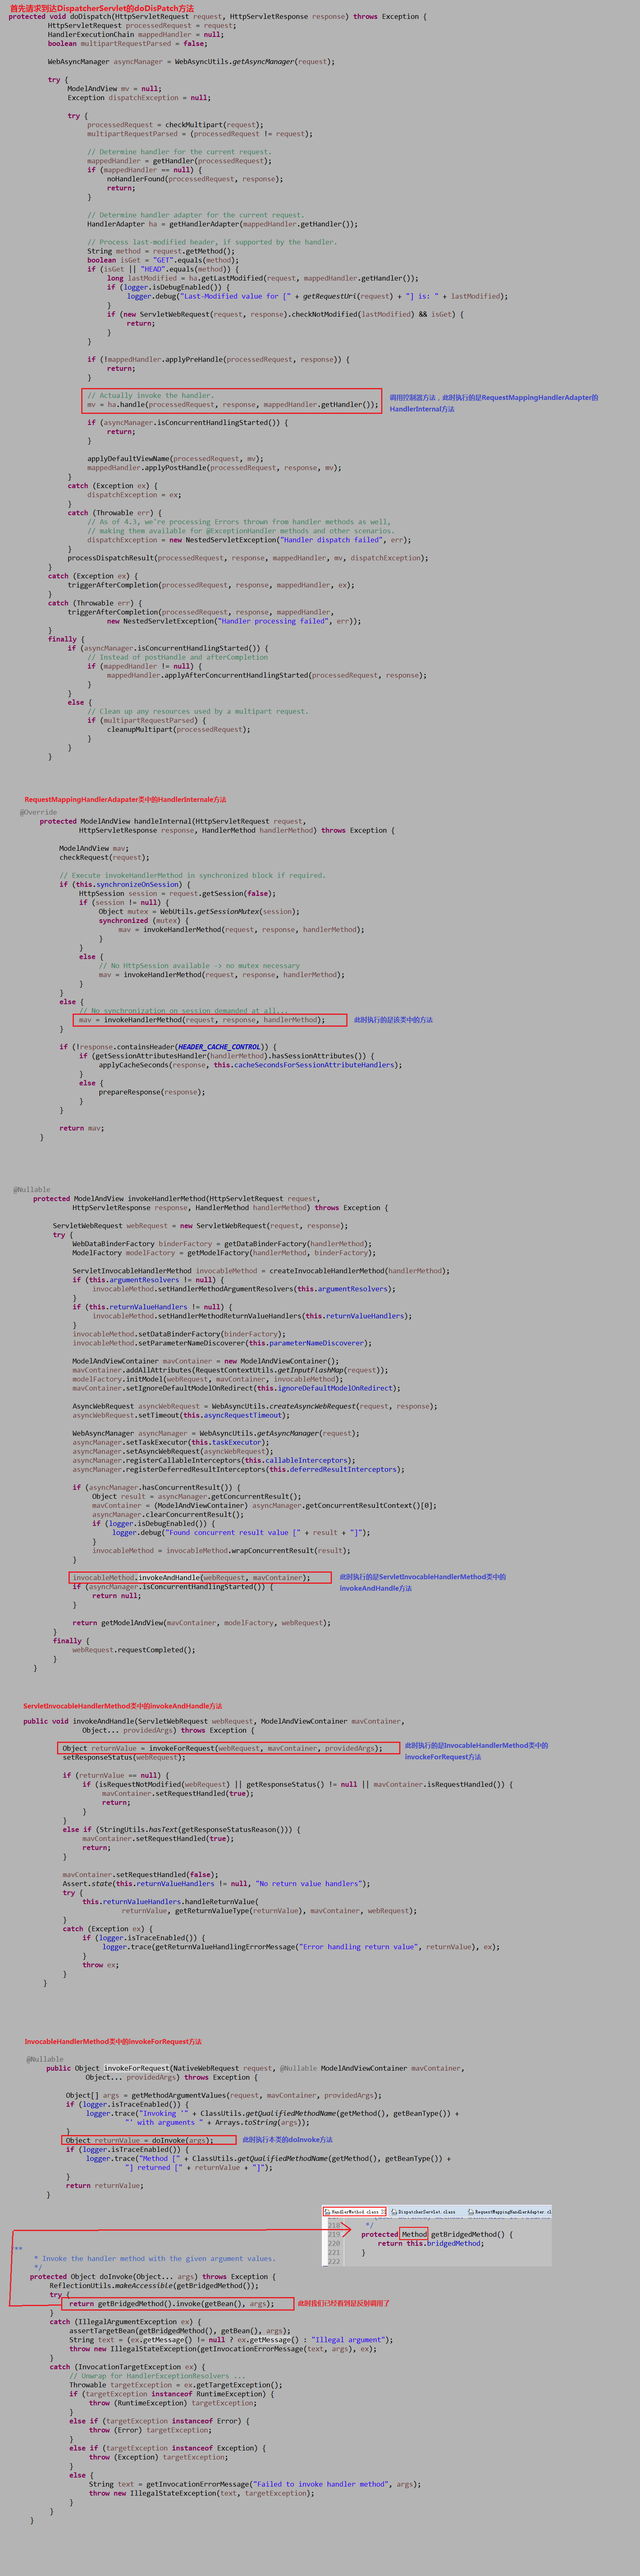 首先请求到达DispatcherServlet的doDisPatch方法
protected void doDispatch(HttpServletRequest request, HttpServletResponse response) throws Exception {
HttpServletRequest processedRequest = request;
HandlerExecutionChain mappedHandler = null;
boolean multipartRequestParsed = false;
WebAsyncManager asyncManager = WebAsyncUtils.getAsyncManager(request);
try {
ModelAndView mv = null;
Exception dispatchException = null;
try {
processedRequest = checkMultipart(request);
multipartRequestParsed = (processedRequest != request);
// Determine handler for the current request.
mappedHandler = getHandler(processedRequest);
if (mappedHandler == null) {
noHandlerFound(processedRequest, response);
return;
}
// Determine handler adapter for the current request.
HandlerAdapter ha = getHandlerAdapter(mappedHandler.getHandler());
// Process last-modified header, if supported by the handler.
String method = request.getMethod();
boolean isGet = "GET".equals(method);
if (isGet || "HEAD".equals(method)) {
long lastModified = ha.getLastModified(request, mappedHandler.getHandler());
if (logger.isDebugEnabled()) {
logger.debug("Last-Modified value for [" + getRequestUri(request) + "] is: " + lastModified);
}
if (new ServletWebRequest(request, response).checkNotModified(lastModified) && isGet) {
return;
}
}
if (!mappedHandler.applyPreHandle(processedRequest, response)) {
return;
}
// Actually invoke the handler.
mv = ha.handle(processedRequest, response, mappedHandler.getHandler());
调用控制器方法，此时执行的是RequestMappingHandlerAdapter的
HandlerInternal方法
if (asyncManager.isConcurrentHandlingStarted()) {
return;
}
applyDefaultViewName(processedRequest, mv);
mappedHandler.applyPostHandle(processedRequest, response, mv);
}
catch (Exception ex) {
dispatchException = ex;
}
catch (Throwable err) {
// As of 4.3, we're processing Errors thrown from handler methods as well,
// making them available for @ExceptionHandler methods and other scenarios.
dispatchException = new NestedServletException("Handler dispatch failed", err);
}
processDispatchResult(processedRequest, response, mappedHandler, mv, dispatchException);
}
catch (Exception ex) {
triggerAfterCompletion(processedRequest, response, mappedHandler, ex);
}
catch (Throwable err) {
triggerAfterCompletion(processedRequest, response, mappedHandler,
new NestedServletException("Handler processing failed", err));
}
finally {
if (asyncManager.isConcurrentHandlingStarted()) {
// Instead of postHandle and afterCompletion
if (mappedHandler != null) {
mappedHandler.applyAfterConcurrentHandlingStarted(processedRequest, response);
}
}
else {
// Clean up any resources used by a multipart request.
if (multipartRequestParsed) {
cleanupMultipart(processedRequest);
}
}
}
RequestMappingHandlerAdapater类中的HandlerInternale方法
@Override
protected ModelAndView handleInternal(HttpServletRequest request,
HttpServletResponse response, HandlerMethod handlerMethod) throws Exception {
ModelAndView mav;
checkRequest(request);
// Execute invokeHandlerMethod in synchronized block if required.
if (this.synchronizeOnSession) {
HttpSession session = request.getSession(false);
if (session != null) {
Object mutex = WebUtils.getSessionMutex(session);
synchronized (mutex) {
mav = invokeHandlerMethod(request, response, handlerMethod);
}
}
else {
// No HttpSession available -> no mutex necessary
mav = invokeHandlerMethod(request, response, handlerMethod);
}
}
else {
// No synchronization on session demanded at all...
mav = invokeHandlerMethod(request, response, handlerMethod);
此时执行的是该类中的方法
}
if (!response.containsHeader(HEADER_CACHE_CONTROL)) {
if (getSessionAttributesHandler(handlerMethod).hasSessionAttributes()) {
applyCacheSeconds(response, this.cacheSecondsForSessionAttributeHandlers);
}
else {
prepareResponse(response);
}
}
return mav;
}
@Nullable
protected ModelAndView invokeHandlerMethod(HttpServletRequest request,
HttpServletResponse response, HandlerMethod handlerMethod) throws Exception {
ServletWebRequest webRequest = new ServletWebRequest(request, response);
try {
WebDataBinderFactory binderFactory = getDataBinderFactory(handlerMethod);
ModelFactory modelFactory = getModelFactory(handlerMethod, binderFactory);
ServletInvocableHandlerMethod invocableMethod = createInvocableHandlerMethod(handlerMethod);
if (this.argumentResolvers != null) {
invocableMethod.setHandlerMethodArgumentResolvers(this.argumentResolvers);
}
if (this.returnValueHandlers != null) {
invocableMethod.setHandlerMethodReturnValueHandlers(this.returnValueHandlers);
}
invocableMethod.setDataBinderFactory(binderFactory);
invocableMethod.setParameterNameDiscoverer(this.parameterNameDiscoverer);
ModelAndViewContainer mavContainer = new ModelAndViewContainer();
mavContainer.addAllAttributes(RequestContextUtils.getInputFlashMap(request));
modelFactory.initModel(webRequest, mavContainer, invocableMethod);
mavContainer.setIgnoreDefaultModelOnRedirect(this.ignoreDefaultModelOnRedirect);
AsyncWebRequest asyncWebRequest = WebAsyncUtils.createAsyncWebRequest(request, response);
asyncWebRequest.setTimeout(this.asyncRequestTimeout);
WebAsyncManager asyncManager = WebAsyncUtils.getAsyncManager(request);
asyncManager.setTaskExecutor(this.taskExecutor);
asyncManager.setAsyncWebRequest(asyncWebRequest);
asyncManager.registerCallableInterceptors(this.callableInterceptors);
asyncManager.registerDeferredResultInterceptors(this.deferredResultInterceptors);
if (asyncManager.hasConcurrentResult()) {
Object result = asyncManager.getConcurrentResult();
mavContainer = (ModelAndViewContainer) asyncManager.getConcurrentResultContext()[0];
asyncManager.clearConcurrentResult();
if (logger.isDebugEnabled()) {
logger.debug("Found concurrent result value [" + result + "]");
}
invocableMethod = invocableMethod.wrapConcurrentResult(result);
}
invocableMethod.invokeAndHandle(webRequest, mavContainer);
此时执行的是ServletInvocableHandlerMethod类中的
invokeAndHandle方法
if (asyncManager.isConcurrentHandlingStarted()) {
return null;
}
return getModelAndView(mavContainer, modelFactory, webRequest);
}
finally {
webRequest.requestCompleted();
}
}
ServletInvocableHandlerMethod类中的invokeAndHandle方法
public void invokeAndHandle(ServletWebRequest webRequest, ModelAndViewContainer mavContainer,
Object... providedArgs) throws Exception {
Object returnValue = invokeForRequest(webRequest, mavContainer, providedArgs);
此时执行的是InvocableHandlerMethod类中的
invockeForRequest方法
setResponseStatus(webRequest);
if (returnValue == null) {
if (isRequestNotModified(webRequest) || getResponseStatus() != null || mavContainer.isRequestHandled()) {
mavContainer.setRequestHandled(true);
return;
}
}
else if (StringUtils.hasText(getResponseStatusReason())) {
mavContainer.setRequestHandled(true);
return;
}
mavContainer.setRequestHandled(false);
Assert.state(this.returnValueHandlers != null, "No return value handlers");
try {
this.returnValueHandlers.handleReturnValue(
returnValue, getReturnValueType(returnValue), mavContainer, webRequest);
}
catch (Exception ex) {
if (logger.isTraceEnabled()) {
logger.trace(getReturnValueHandlingErrorMessage("Error handling return value", returnValue), ex);
}
throw ex;
}
}
InvocableHandlerMethod类中的invokeForRequest方法
@Nullable
public Object invokeForRequest(NativeWebRequest request, @Nullable ModelAndViewContainer mavContainer,
Object... providedArgs) throws Exception {
Object[] args = getMethodArgumentValues(request, mavContainer, providedArgs);
if (logger.isTraceEnabled()) {
logger.trace("Invoking '" + ClassUtils.getQualifiedMethodName(getMethod(), getBeanType()) +
"' with arguments " + Arrays.toString(args));
}
Object returnValue = doInvoke(args);
此时执行本类的doInvoke方法
if (logger.isTraceEnabled()) {
logger.trace("Method [" + ClassUtils.getQualifiedMethodName(getMethod(), getBeanType()) +
"] returned [" + returnValue + "]");
}
return returnValue;
}
HandlerMethod.class
DispatcherServlet.class
RequestMappingHandlerAdapter.cl
218 */
219 protected Method getBridgedMethod() {
220 return this.bridgedMethod;
221 }
222
/**
* Invoke the handler method with the given argument values.
*/
protected Object doInvoke(Object... args) throws Exception {
ReflectionUtils.makeAccessible(getBridgedMethod());
try {
return getBridgedMethod().invoke(getBean(), args);
此时我们已经看到是反射调用了
}
catch (IllegalArgumentException ex) {
assertTargetBean(getBridgedMethod(), getBean(), args);
String text = (ex.getMessage() != null ? ex.getMessage() : "Illegal argument");
throw new IllegalStateException(getInvocationErrorMessage(text, args), ex);
}
catch (InvocationTargetException ex) {
// Unwrap for HandlerExceptionResolvers ...
Throwable targetException = ex.getTargetException();
if (targetException instanceof RuntimeException) {
throw (RuntimeException) targetException;
}
else if (targetException instanceof Error) {
throw (Error) targetException;
}
else if (targetException instanceof Exception) {
throw (Exception) targetException;
}
else {
String text = getInvocationErrorMessage("Failed to invoke handler method", args);
throw new IllegalStateException(text, targetException);
}
}
}